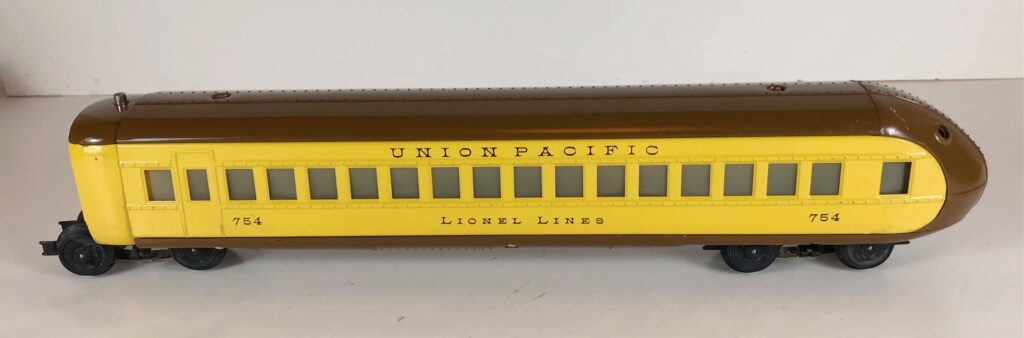 UNION PACIFIC
754 LIONEL LINES 754